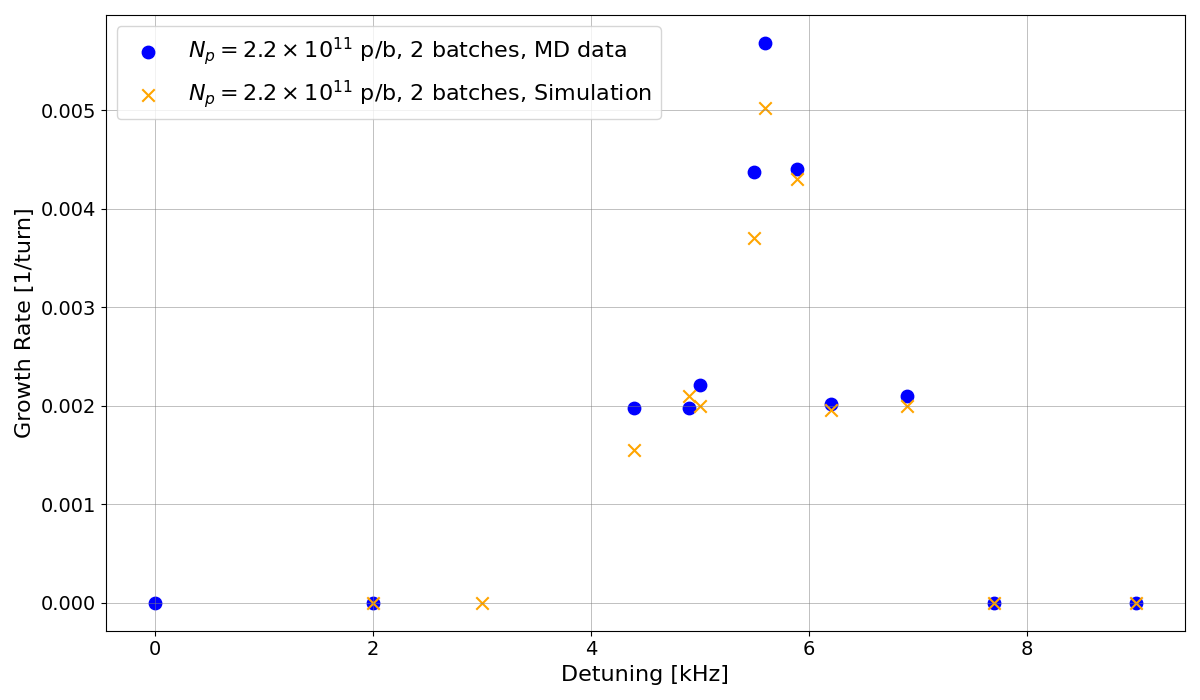 N_p = 2.2 × 10^11 p/b, 2 batches, MD data
N_p = 2.2 × 10^11 p/b, 2 batches, Simulation
Growth Rate [1/turn]
0.005
0.004
0.003
0.002
0.001
0.000
0 2 4 6 8
Detuning [kHz]